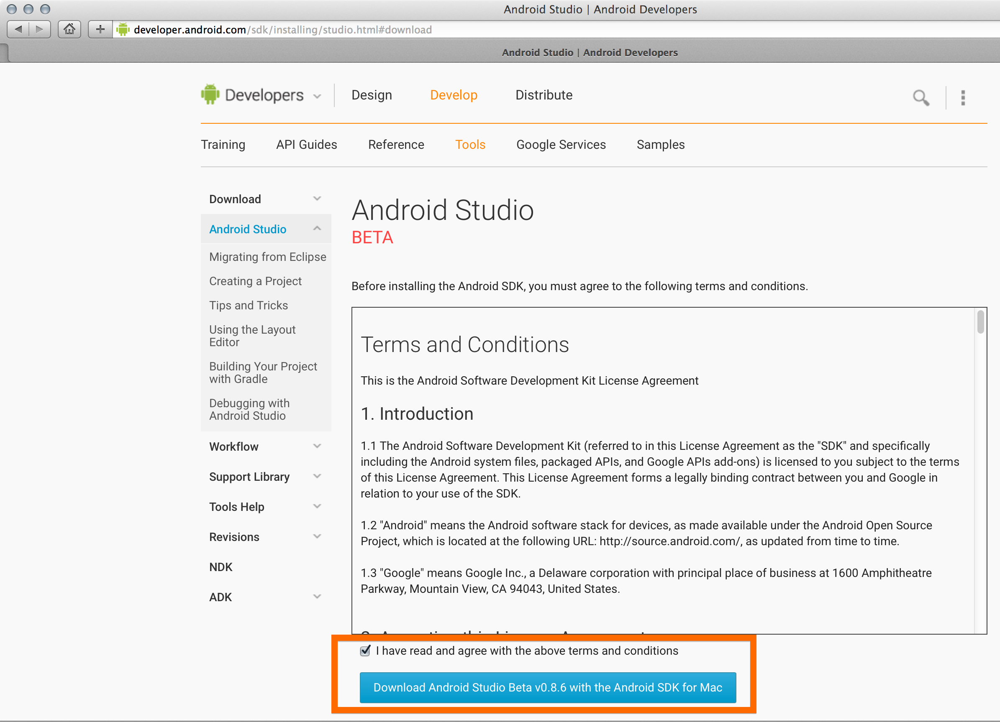 Android Studio | Android Developers
developer.android.com/sdk/installing/studio.html#download
Android Studio | Android Developers
Developers
Design
Develop
Distribute
Training
API Guides
Reference
Tools
Google Services
Samples
Download
Android Studio
Migrating from Eclipse
Creating a Project
Tips and Tricks
Using the Layout
Editor
Building Your Project
with Gradle
Debugging with
Android Studio
Workflow
Support Library
Tools Help
Revisions
NDK
ADK
Android Studio
BETA
Before installing the Android SDK, you must agree to the following terms and conditions.
Terms and Conditions
This is the Android Software Development Kit License Agreement
1. Introduction
1.1 The Android Software Development Kit (referred to in this License Agreement as the "SDK" and specifically
including the Android system files, packaged APIs, and Google APIs add-ons) is licensed to you subject to the terms
of this License Agreement. This License Agreement forms a legally binding contract between you and Google in
relation to your use of the SDK.
1.2 "Android" means the Android software stack for devices, as made available under the Android Open Source
Project, which is located at the following URL: http://source.android.com/, as updated from time to time.
1.3 "Google" means Google Inc., a Delaware corporation with principal place of business at 1600 Amphitheatre
Parkway, Mountain View, CA 94043, United States.
I have read and agree with the above terms and conditions
Download Android Studio Beta v0.8.6 with the Android SDK for Mac